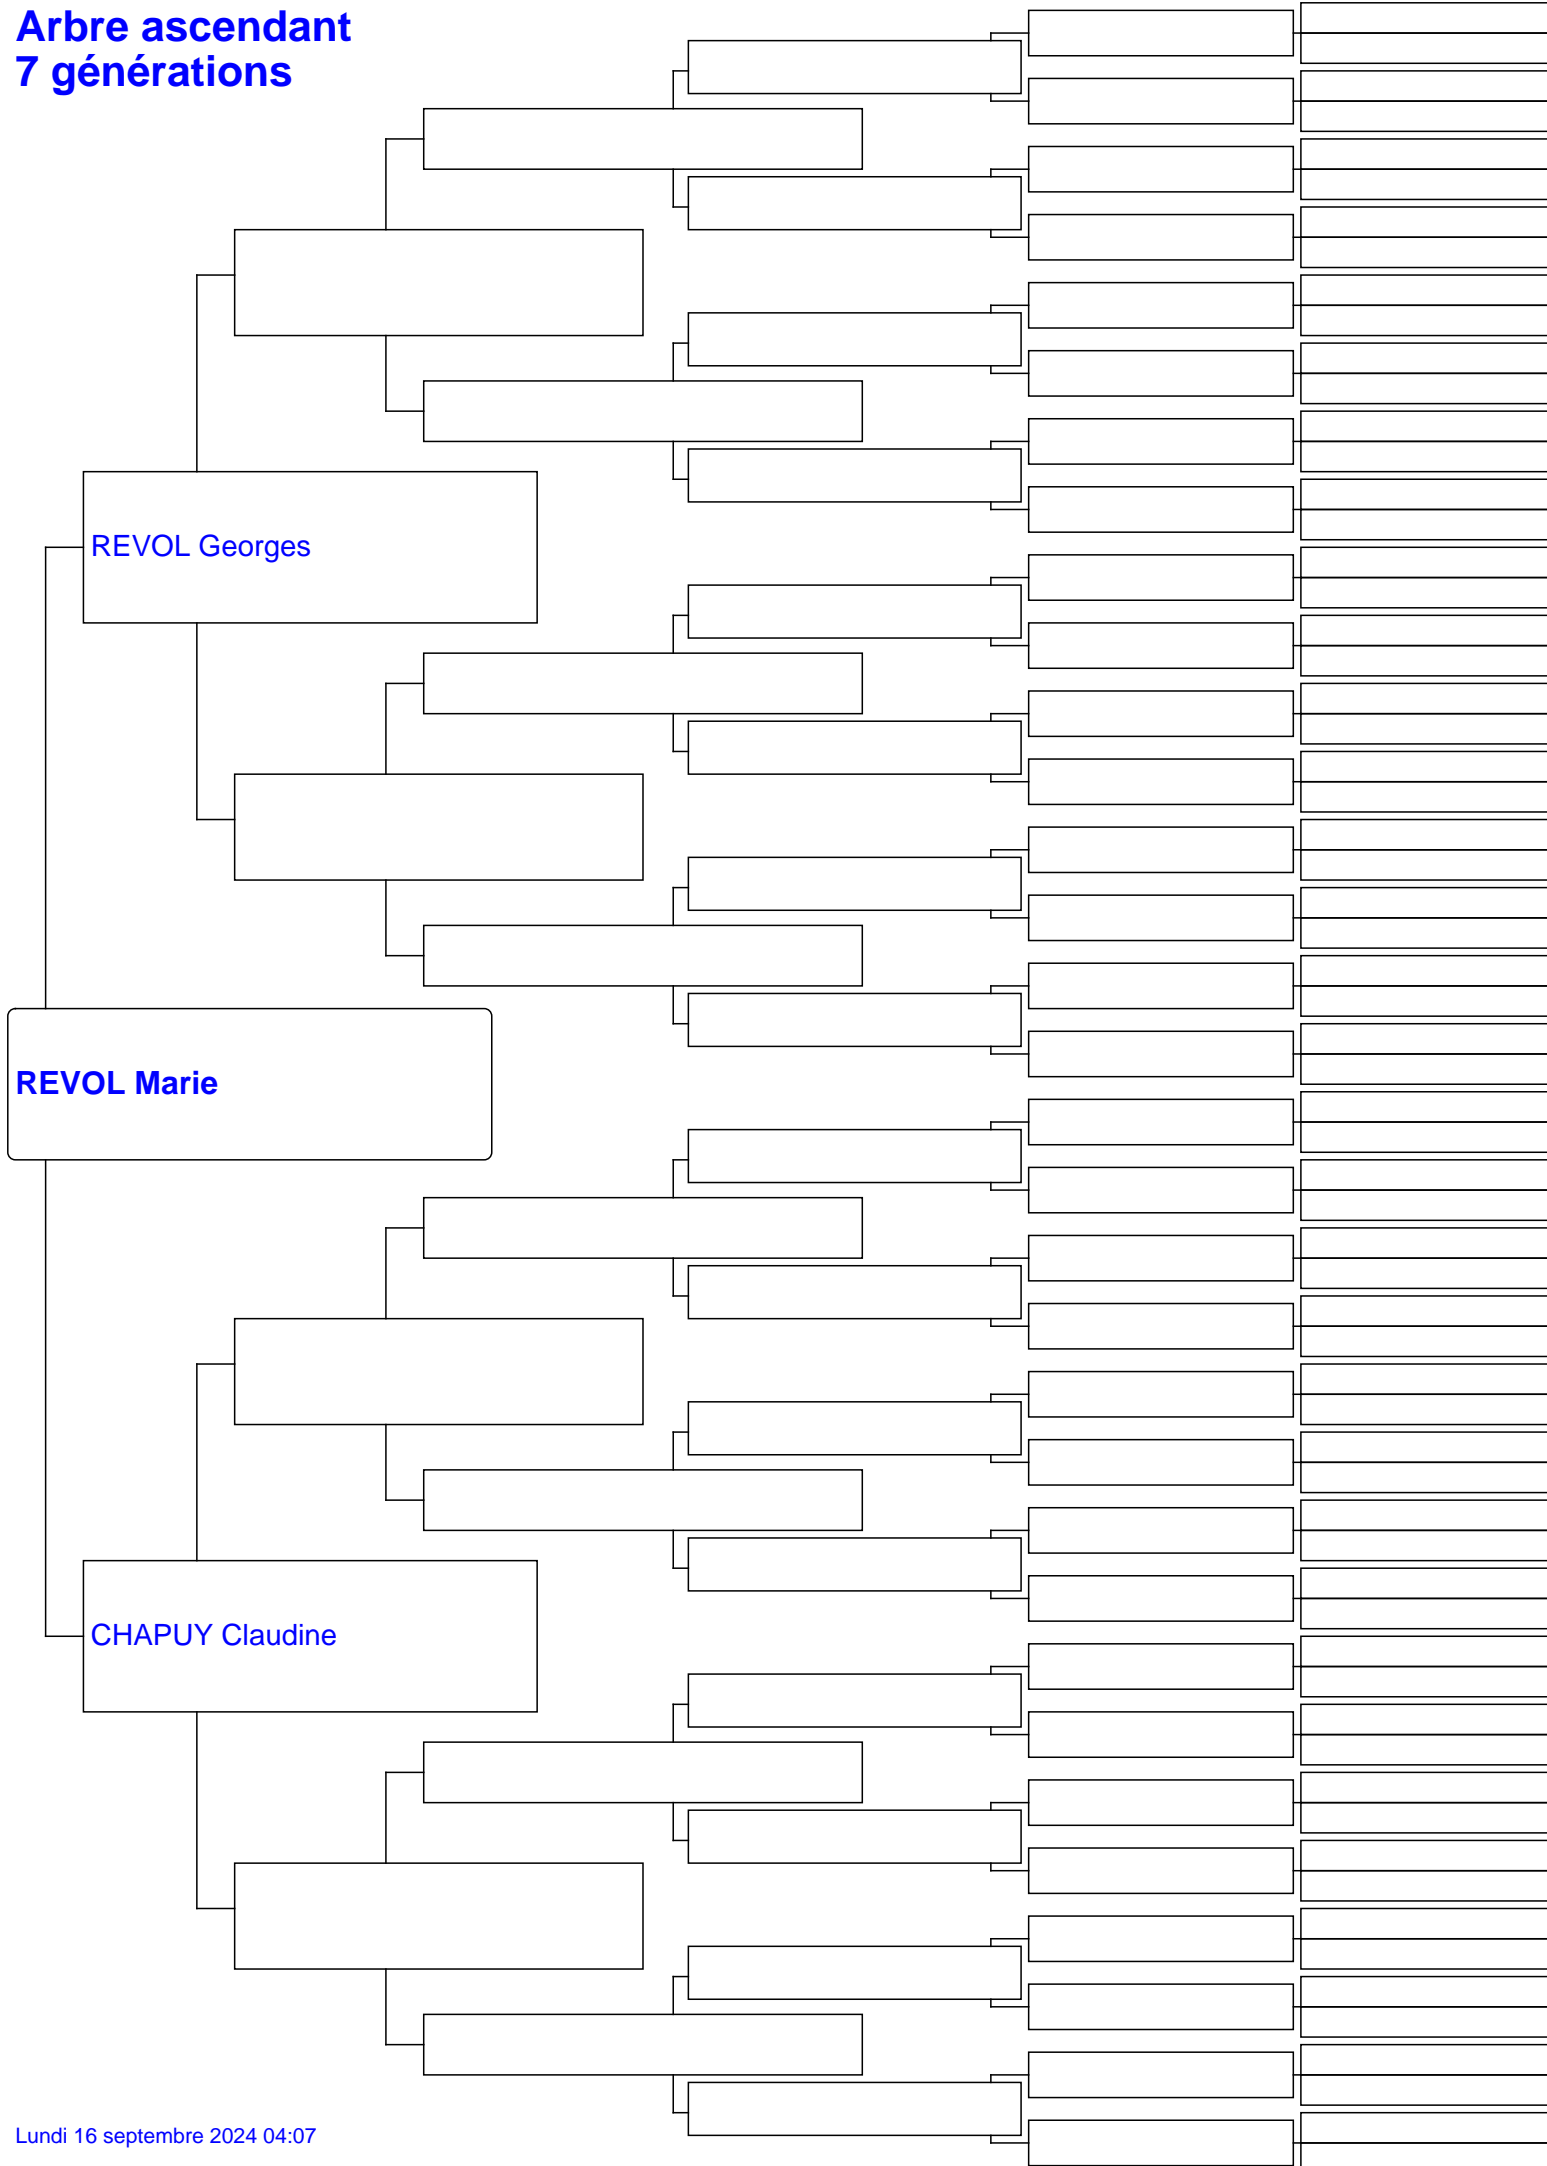 Arbre ascendant
7 générations
REVOL Georges
REVOL Marie
CHAPUY Claudine
Lundi 16 septembre 2024 04:07